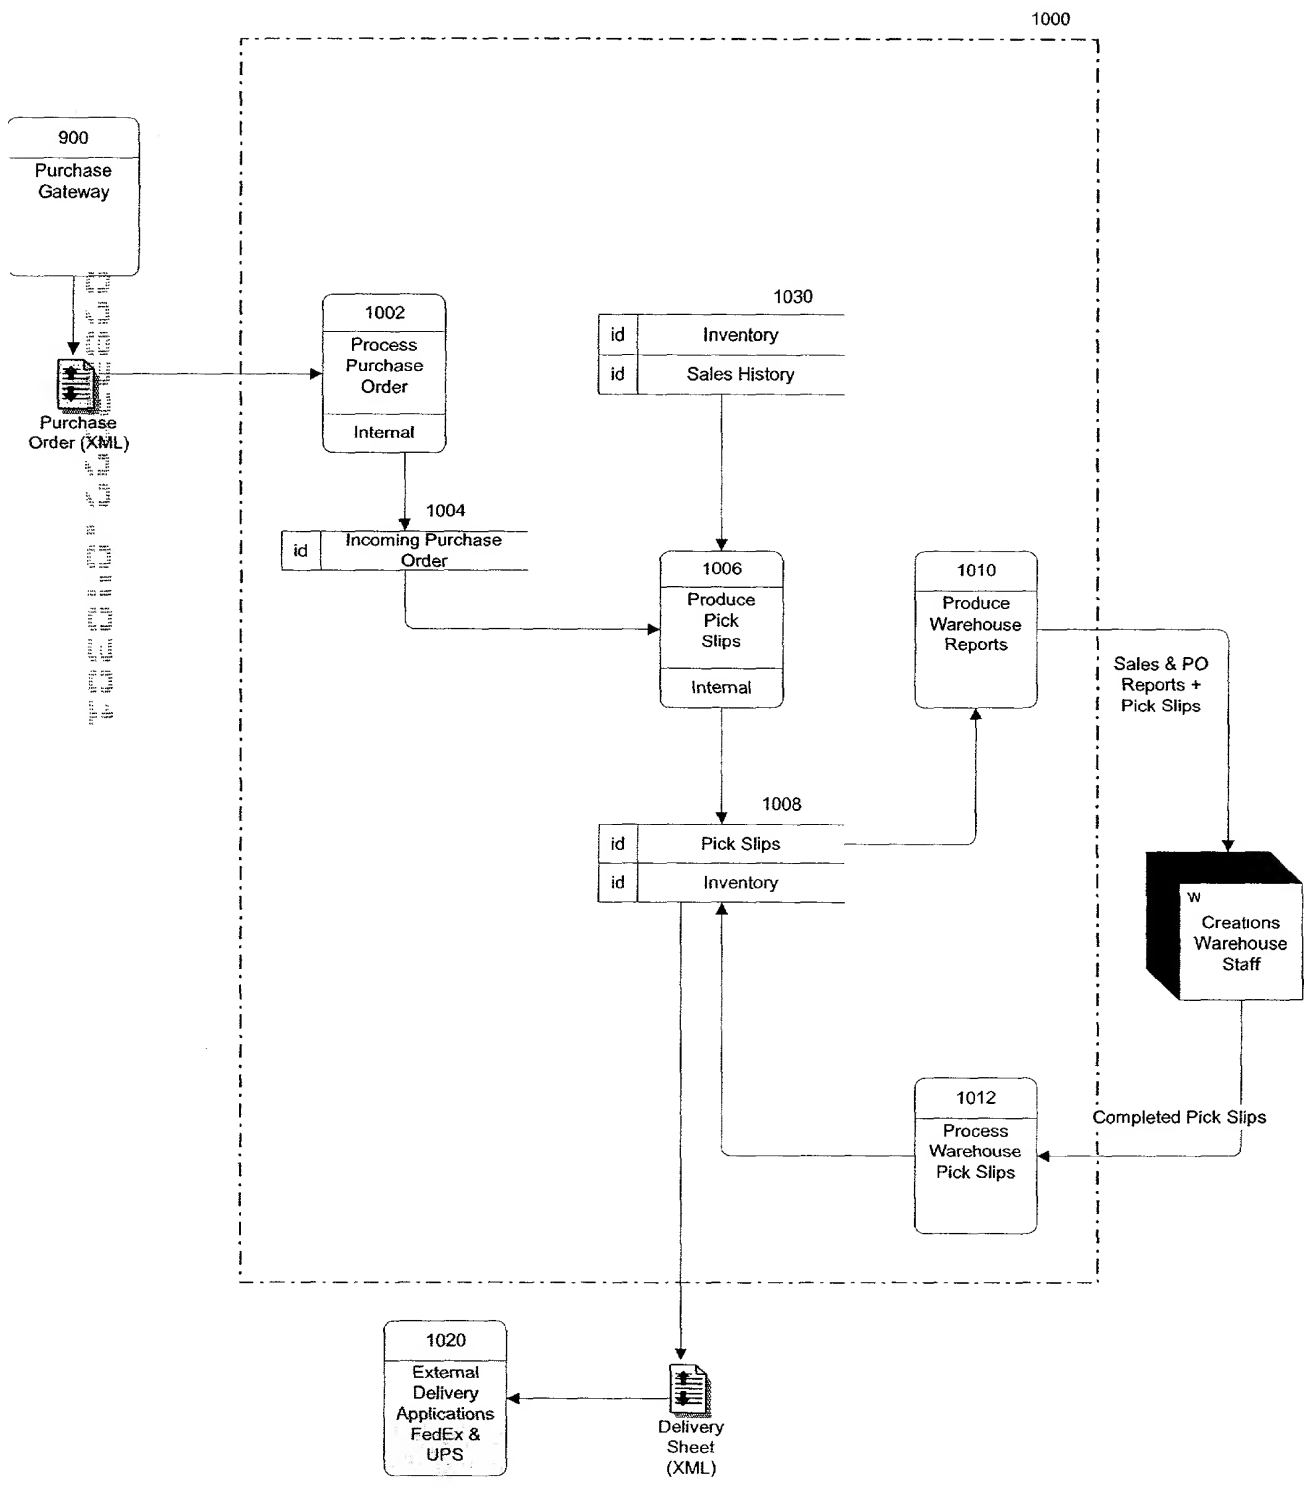 1000
900
Purchase
Gateway
Purchase
Order (XML)
1002
Process
Purchase
Order
Internal
1030
id
Inventory
id
Sales History
1004
id
Incoming Purchase
Order
1006
Produce
Pick
Slips
Internal
1010
Produce
Warehouse
Reports
Sales & PO
Reports +
Pick Slips
1008
id
Pick Slips
id
Inventory
W
Creations
Warehouse
Staff
1012
Process
Warehouse
Pick Slips
Completed Pick Slips
1020
External
Delivery
Applications
FedEx &
UPS
Delivery
Sheet
(XML)